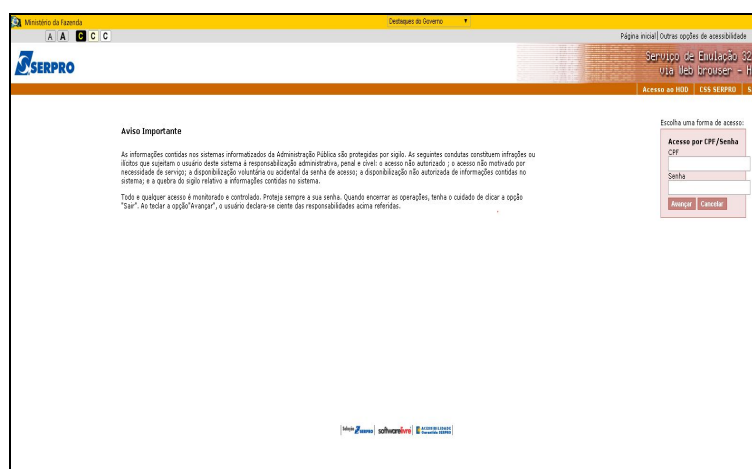 Ministério da Fazenda
Destaques do Governo
A A C C C
Página inicial| Outras opções de acessibilidade
SERPRO
Serviço de Emulação 32
via Web browser - H
Acesso ao HOD CSS SERPRO S
Escolha uma forma de acesso:
Aviso Importante
As informações contidas nos sistemas informatizados da Administração Pública são protegidas por sigilo. As seguintes condutas constituem infrações ou
ilícitos que sujeitam o usuário deste sistema à responsabilização administrativa, penal e cível: o acesso não autorizado ; o acesso não motivado por
necessidade de serviço; a disponibilização voluntária ou acidental da senha de acesso; a disponibilização não autorizada de informações contidas no
sistema; e a quebra do sigilo relativo a informações contidas no sistema.
Todo e qualquer acesso é monitorado e controlado. Proteja sempre a sua senha. Quando encerrar as operações, tenha o cuidado de clicar a opção
"Sair". Ao teclar a opção"Avançar", o usuário declara-se ciente das responsabilidades acima referidas.
Acesso por CPF/Senha
CPF
Senha
Avançar Cancelar
Solução SERPRO softwarelivre ACESSIBILIDADE